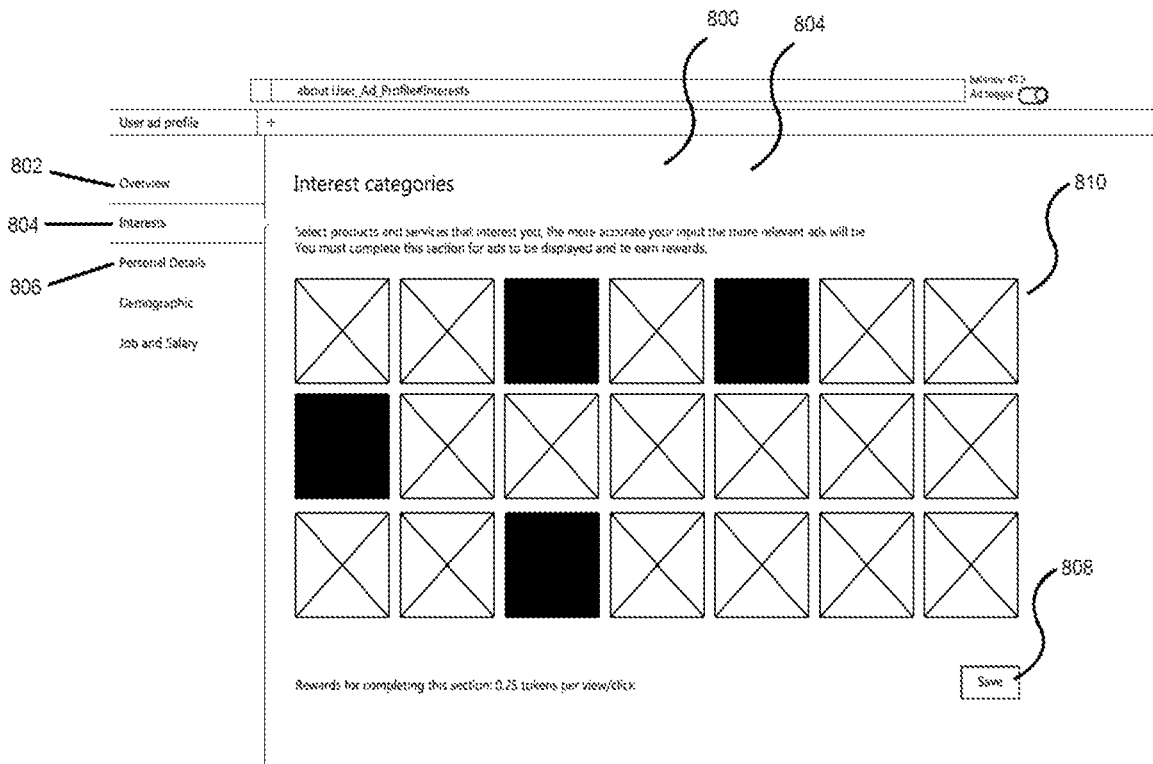 800
804
about User_Ad_Profile#Interests
Ad toggle
User ad profile
+
802
Overview
804
Interests
806
Personal Details
Demographic
Job and Salary
Interest categories
810
Select products and services that interest you, the more accurate your input the more relevant ads will be
You must complete this section for ads to be displayed and to earn rewards.
808
Rewards for completing this section: 0.25 tokens per view/click
Save